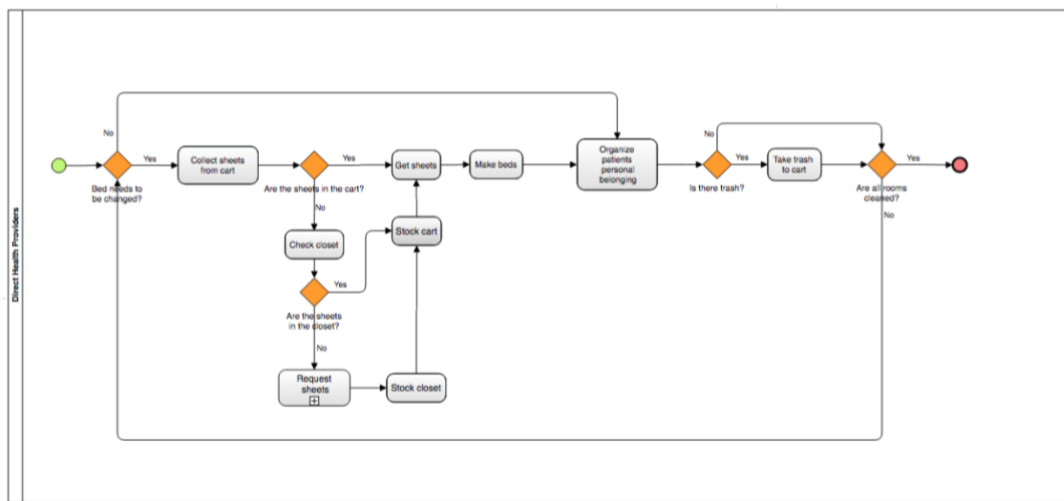 Direct Health Providers
No
Bed needs to
be changed?
Yes
Collect sheets
from cart
Are the sheets in the cart?
Yes
No
Get sheets
Make beds
Organize
patients
personal
belonging
No
Is there trash?
Yes
Take trash
to cart
Are all rooms
cleaned?
Yes
No
Check closet
Stock cart
Yes
Are the sheets
in the closet?
No
Request
sheets
Stock closet